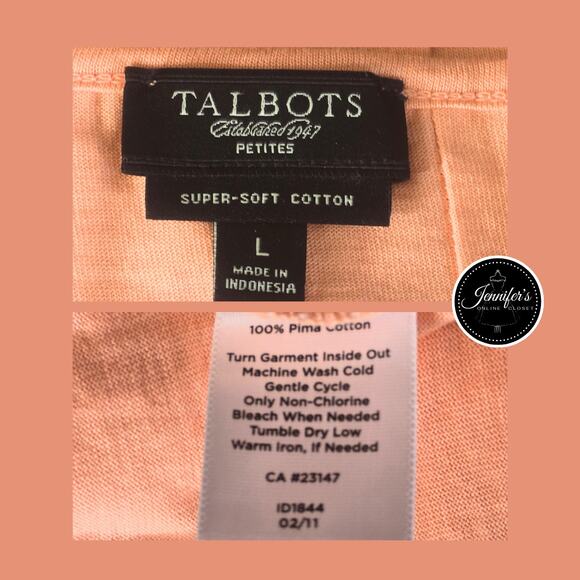 TALBOTS
Established 1947
PETITES
SUPER-SOFT COTTON
L
MADE IN
INDONESIA
Jennifer's
ONLINE CLOSET
100% Pima Cotton
Turn Garment Inside Out
Machine Wash Cold
Gentle Cycle
Only Non-Chlorine
Bleach When Needed
Tumble Dry Low
Warm Iron, If Needed
CA #23147
ID1844
02/11